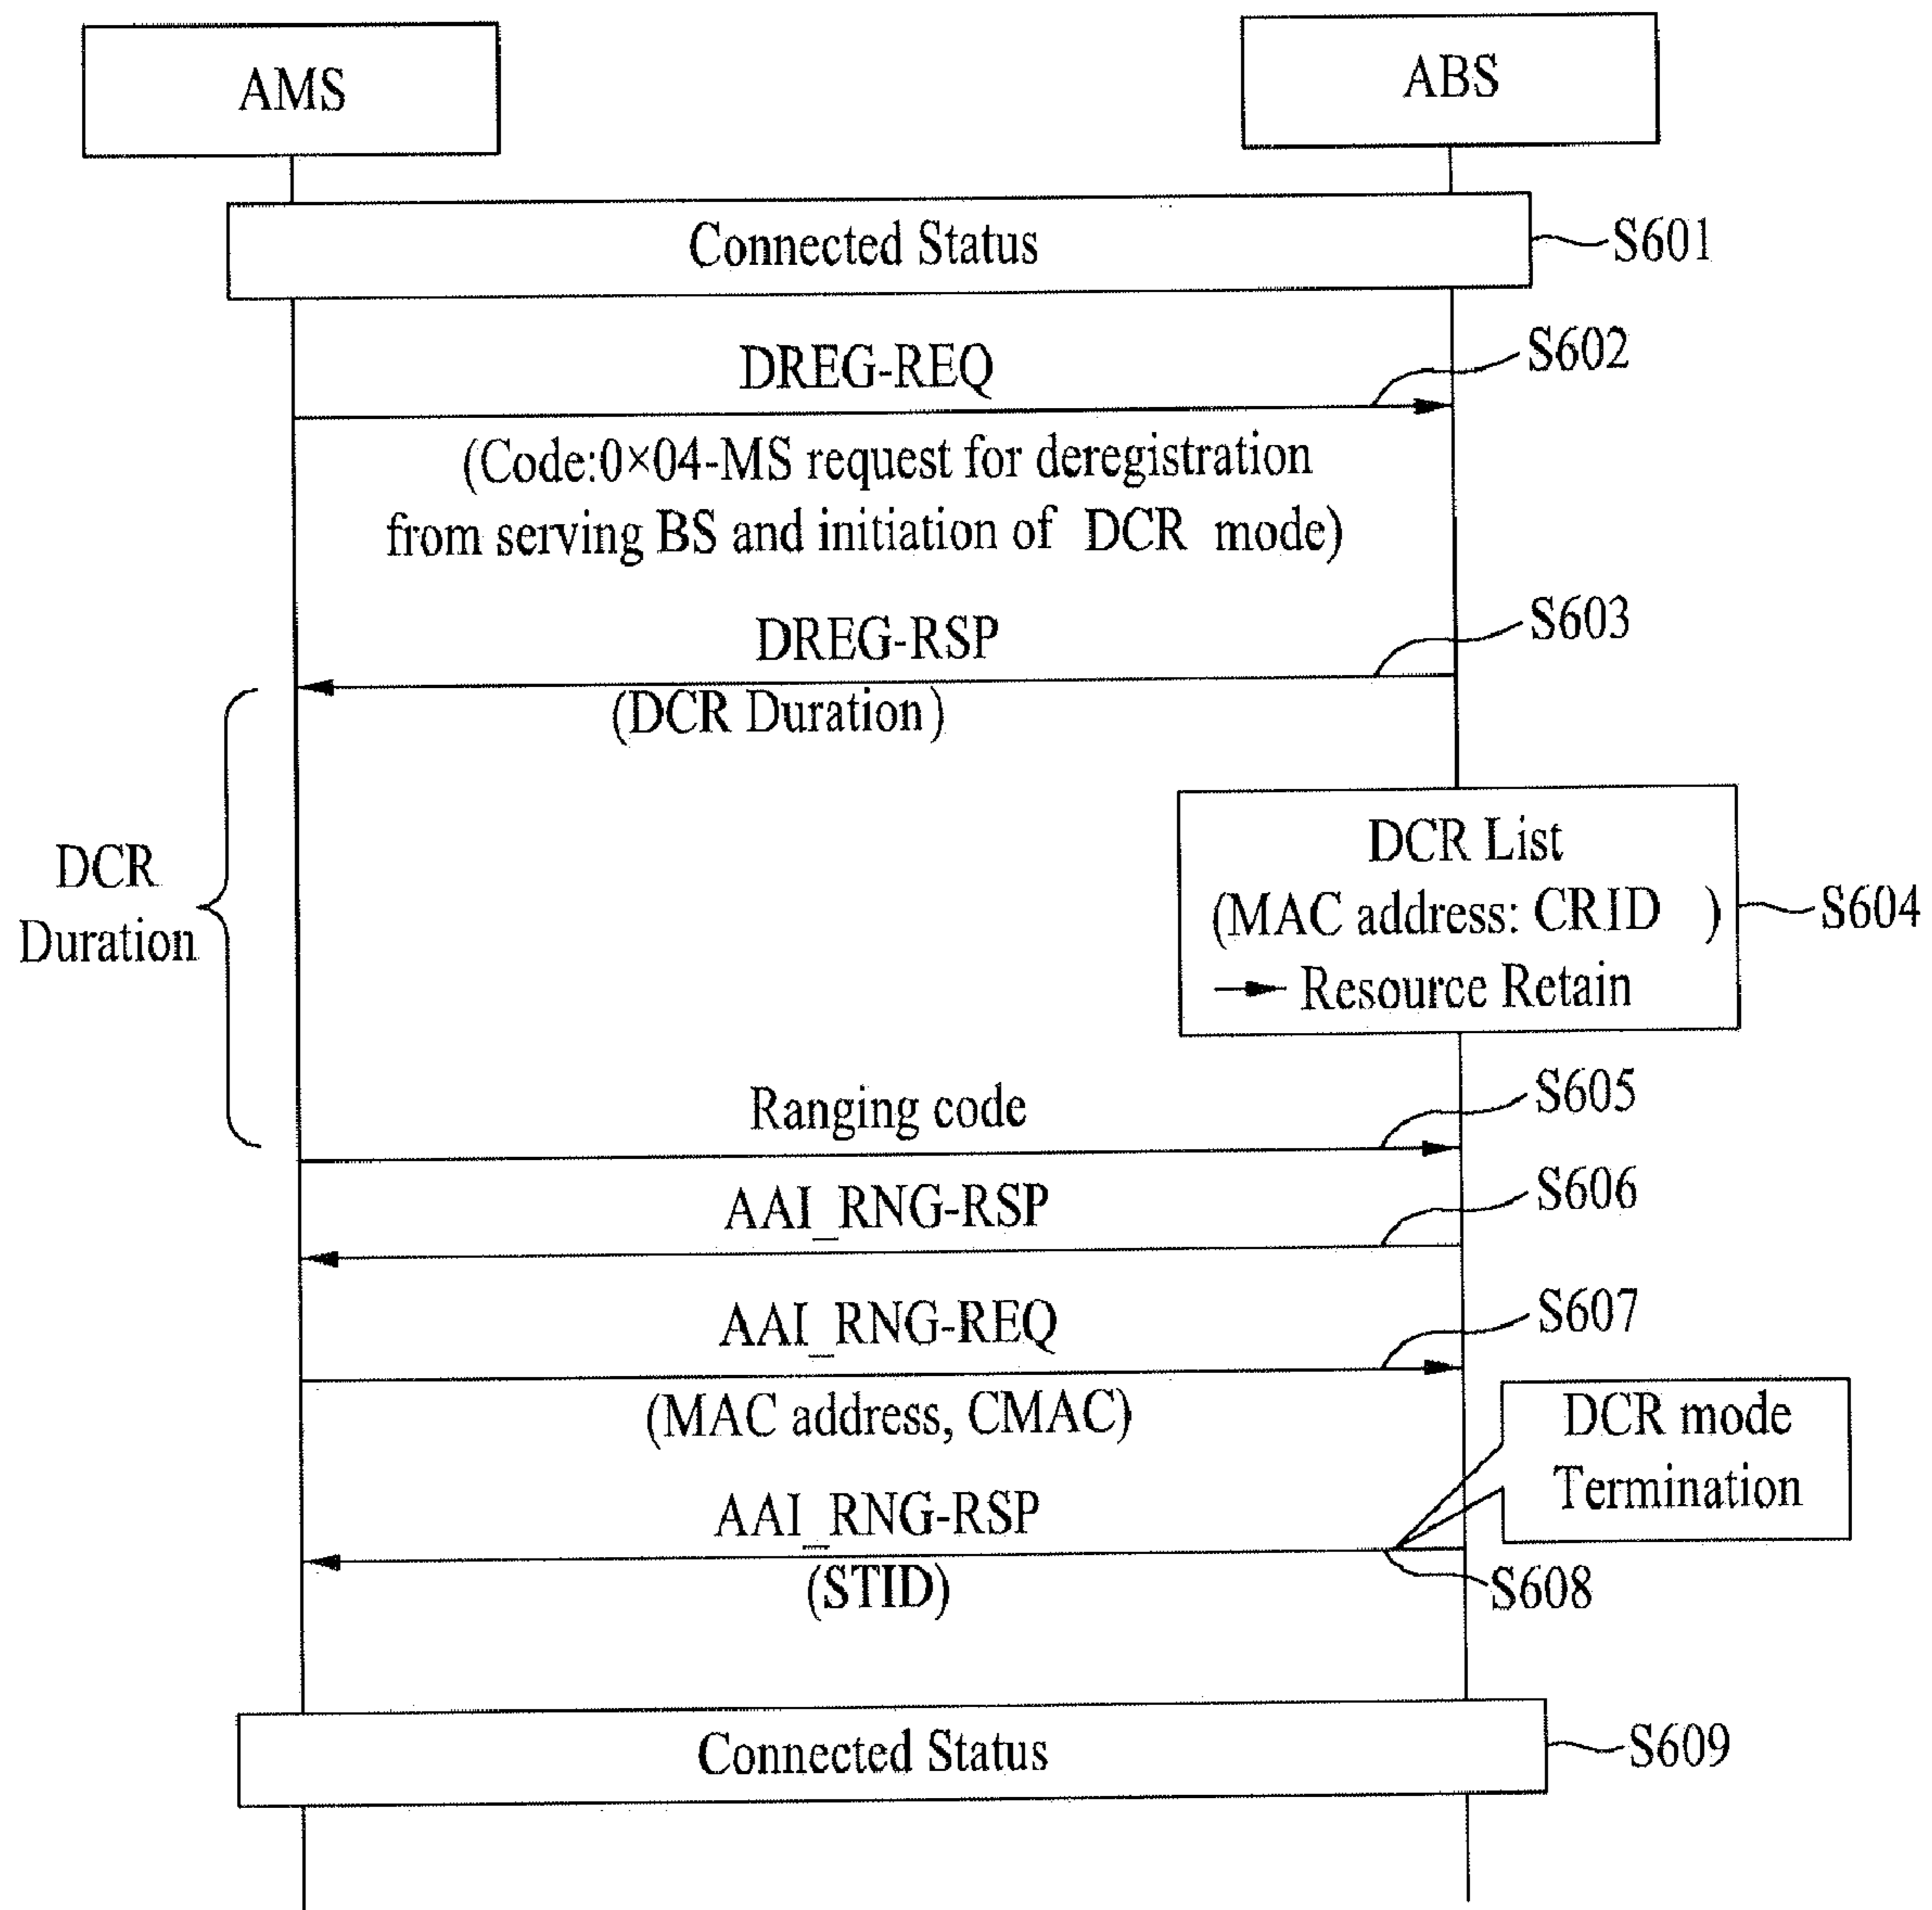 AMS
ABS
Connected Status
S601
DREG-REQ
S602
(Code:0×04-MS request for deregistration
from serving BS and initiation of DCR mode)
DREG-RSP
S603
(DCR Duration)
DCR
Duration
DCR List
(MAC address: CRID )
→ Resource Retain
S604
Ranging code
S605
AAI_RNG-RSP
S606
AAI_RNG-REQ
S607
(MAC address, CMAC)
DCR mode
Termination
AAI_RNG-RSP
(STID)
S608
Connected Status
S609